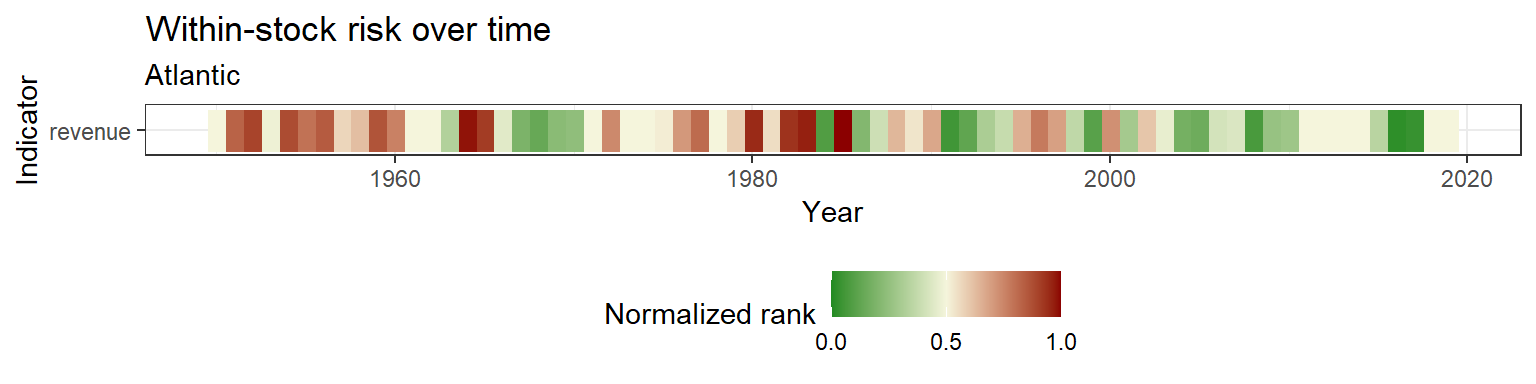 Within-stock risk over time
Atlantic
Indicator
revenue
1960 1980 2000 2020
Year
Normalized rank
0.0 0.5 1.0